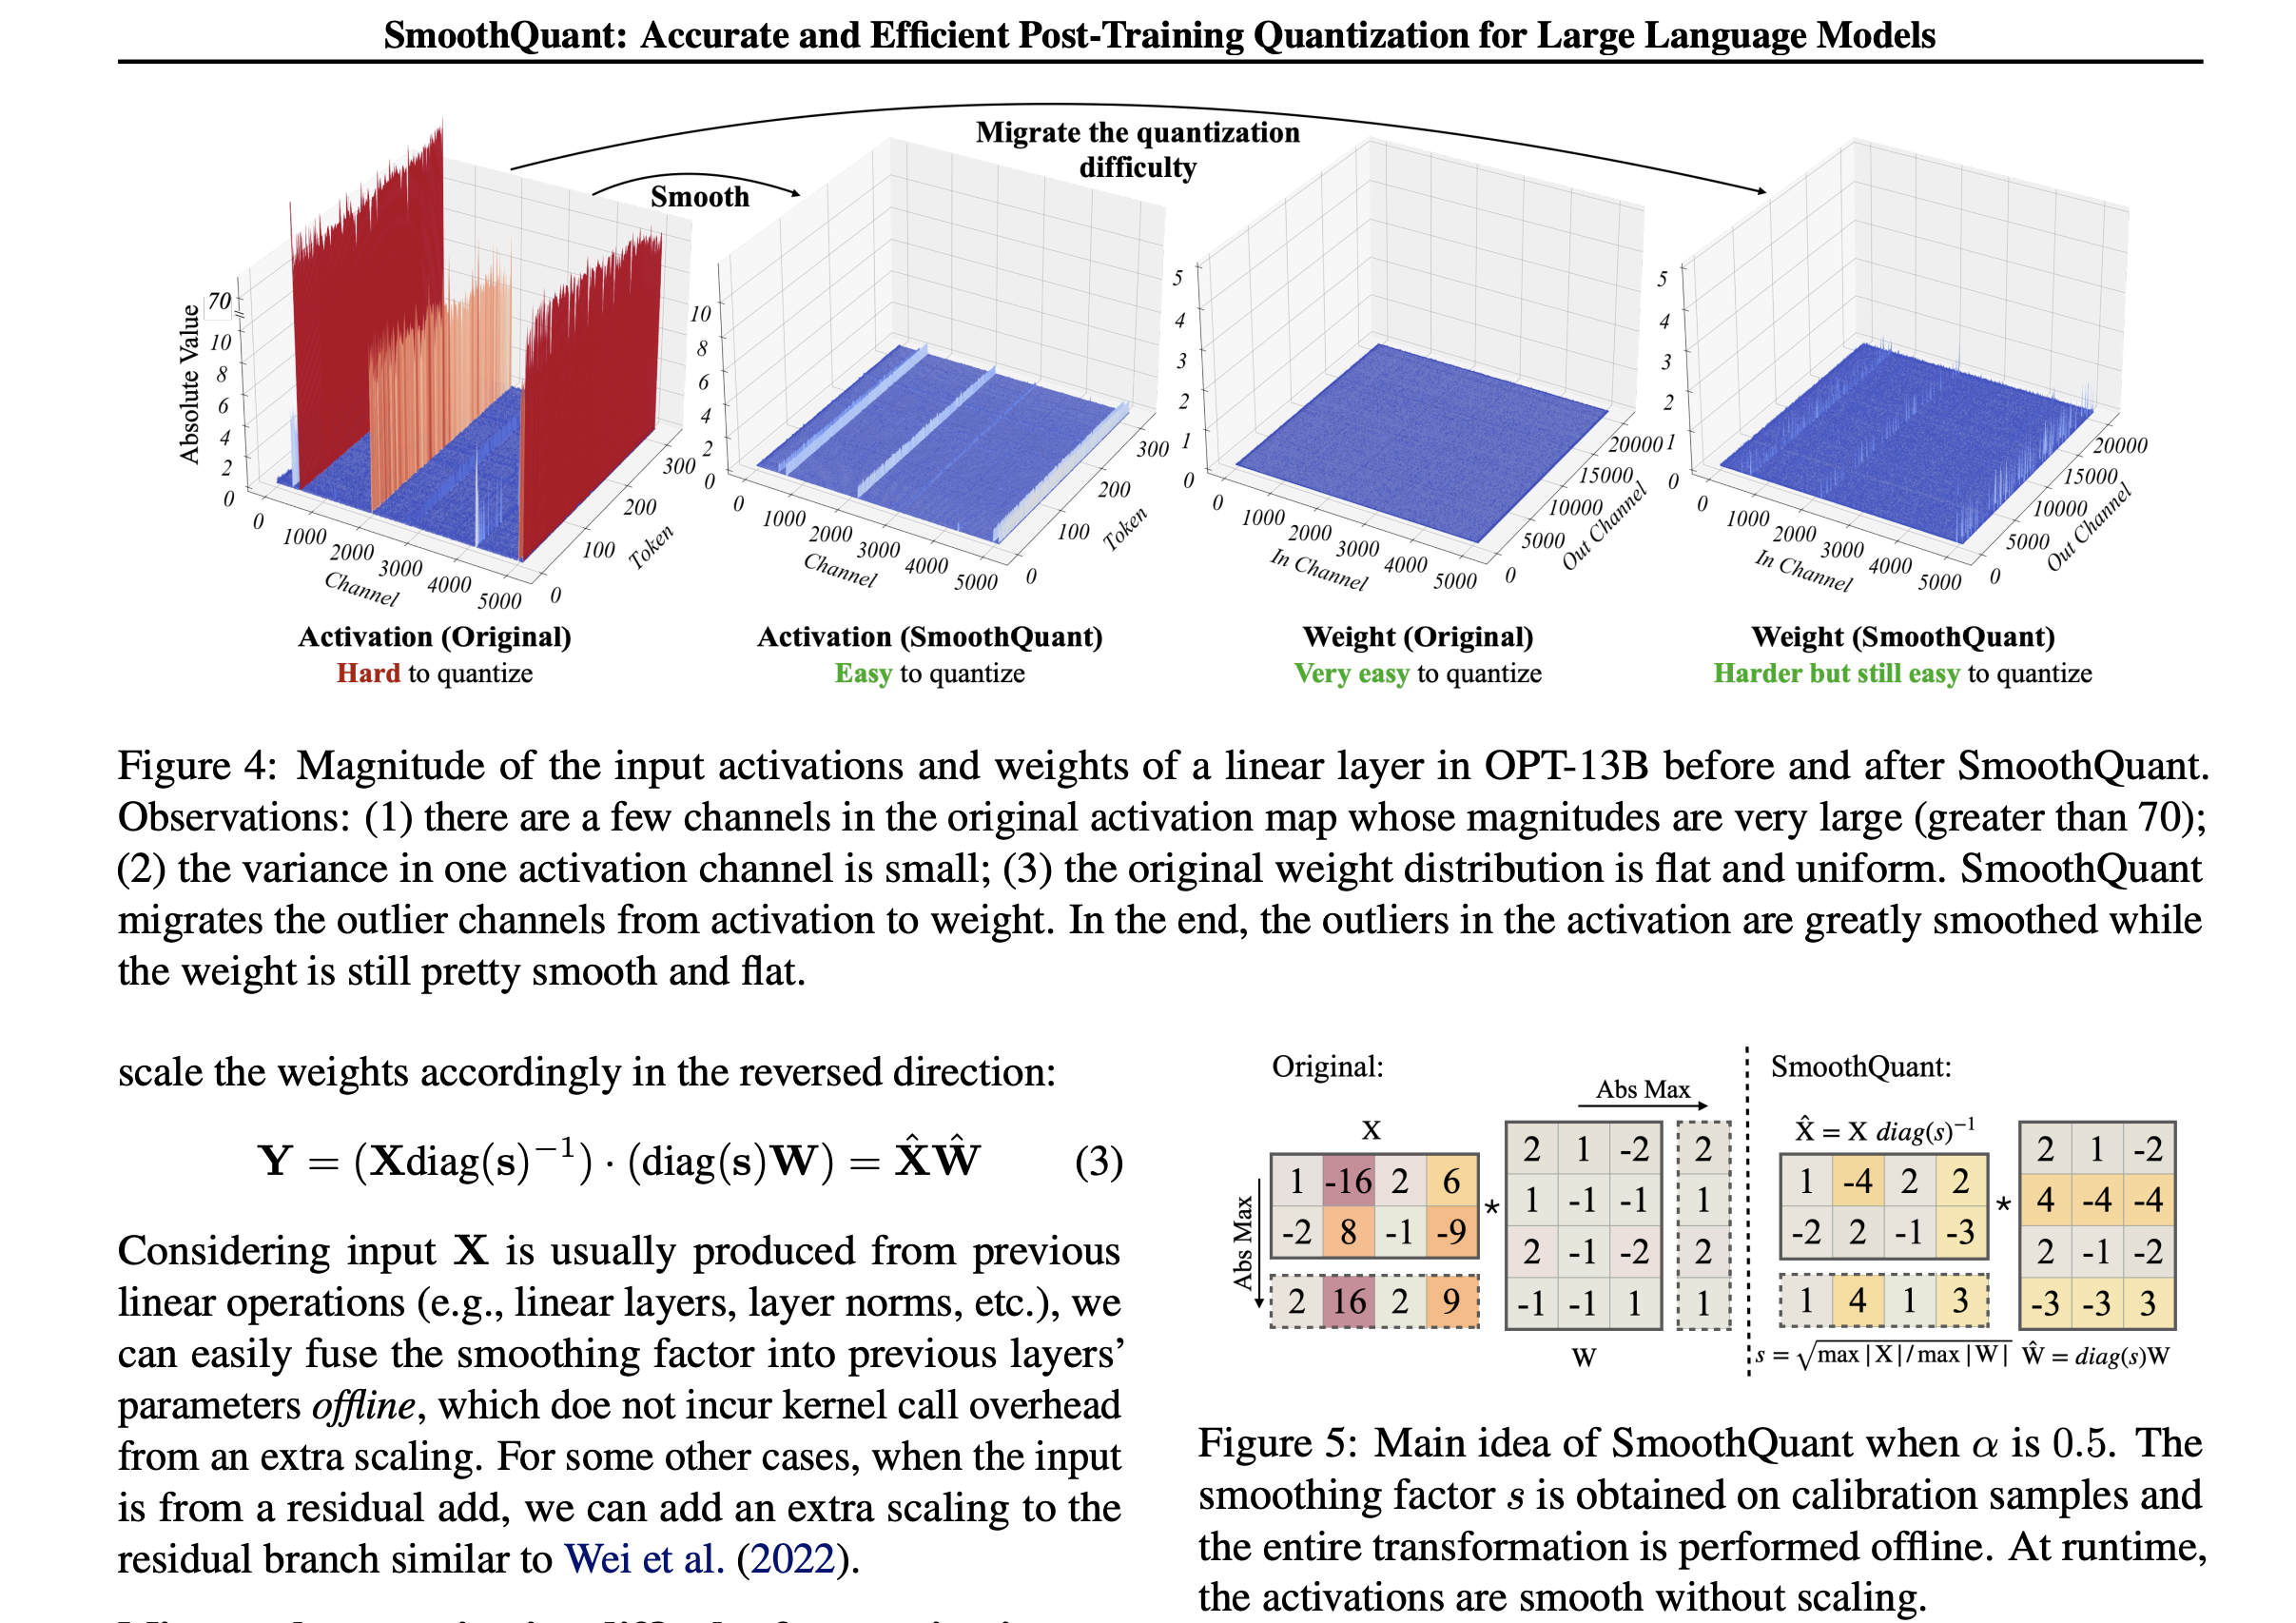 SmoothQuant: Accurate and Efficient Post-Training Quantization for Large Language Models
Migrate the quantization
difficulty
Smooth
Absolute Value
70
10
8
6
4
2
0
0
1000
2000
3000
4000
5000
Channel
0
100
200
300
Token
Activation (Original)
Hard to quantize
10
8
6
4
2
0
0
1000
2000
3000
4000
5000
Channel
0
100
200
300
Token
Activation (SmoothQuant)
Easy to quantize
5
4
3
2
1
0
0
1000
2000
3000
4000
5000
In Channel
0
5000
10000
15000
20000
Out Channel
Weight (Original)
Very easy to quantize
5
4
3
2
1
0
0
1000
2000
3000
4000
5000
In Channel
0
5000
10000
15000
20000
Out Channel
Weight (SmoothQuant)
Harder but still easy to quantize
Figure 4: Magnitude of the input activations and weights of a linear layer in OPT-13B before and after SmoothQuant.
Observations: (1) there are a few channels in the original activation map whose magnitudes are very large (greater than 70);
(2) the variance in one activation channel is small; (3) the original weight distribution is flat and uniform. SmoothQuant
migrates the outlier channels from activation to weight. In the end, the outliers in the activation are greatly smoothed while
the weight is still pretty smooth and flat.
scale the weights accordingly in the reversed direction:
Y = (Xdiag(s)⁻¹) · (diag(s)W) = X̂Ŵ (3)
Considering input X is usually produced from previous
linear operations (e.g., linear layers, layer norms, etc.), we
can easily fuse the smoothing factor into previous layers’
parameters offline, which doe not incur kernel call overhead
from an extra scaling. For some other cases, when the input
is from a residual add, we can add an extra scaling to the
residual branch similar to Wei et al. (2022).
Original:
Abs Max
X
1 -16 2 6
-2 8 -1 -9
Abs Max
2 16 2 9
*
2 1 -2
1 -1 -1
2 -1 -2
-1 -1 1
W
2
1
2
1
SmoothQuant:
X̂ = X diag(s)⁻¹
1 -4 2 2
-2 2 -1 -3
1 4 1 3
s = √max|X|/max|W|
*
2 1 -2
4 -4 -4
2 -1 -2
-3 -3 3
Ŵ = diag(s)W
Figure 5: Main idea of SmoothQuant when α is 0.5. The
smoothing factor s is obtained on calibration samples and
the entire transformation is performed offline. At runtime,
the activations are smooth without scaling.